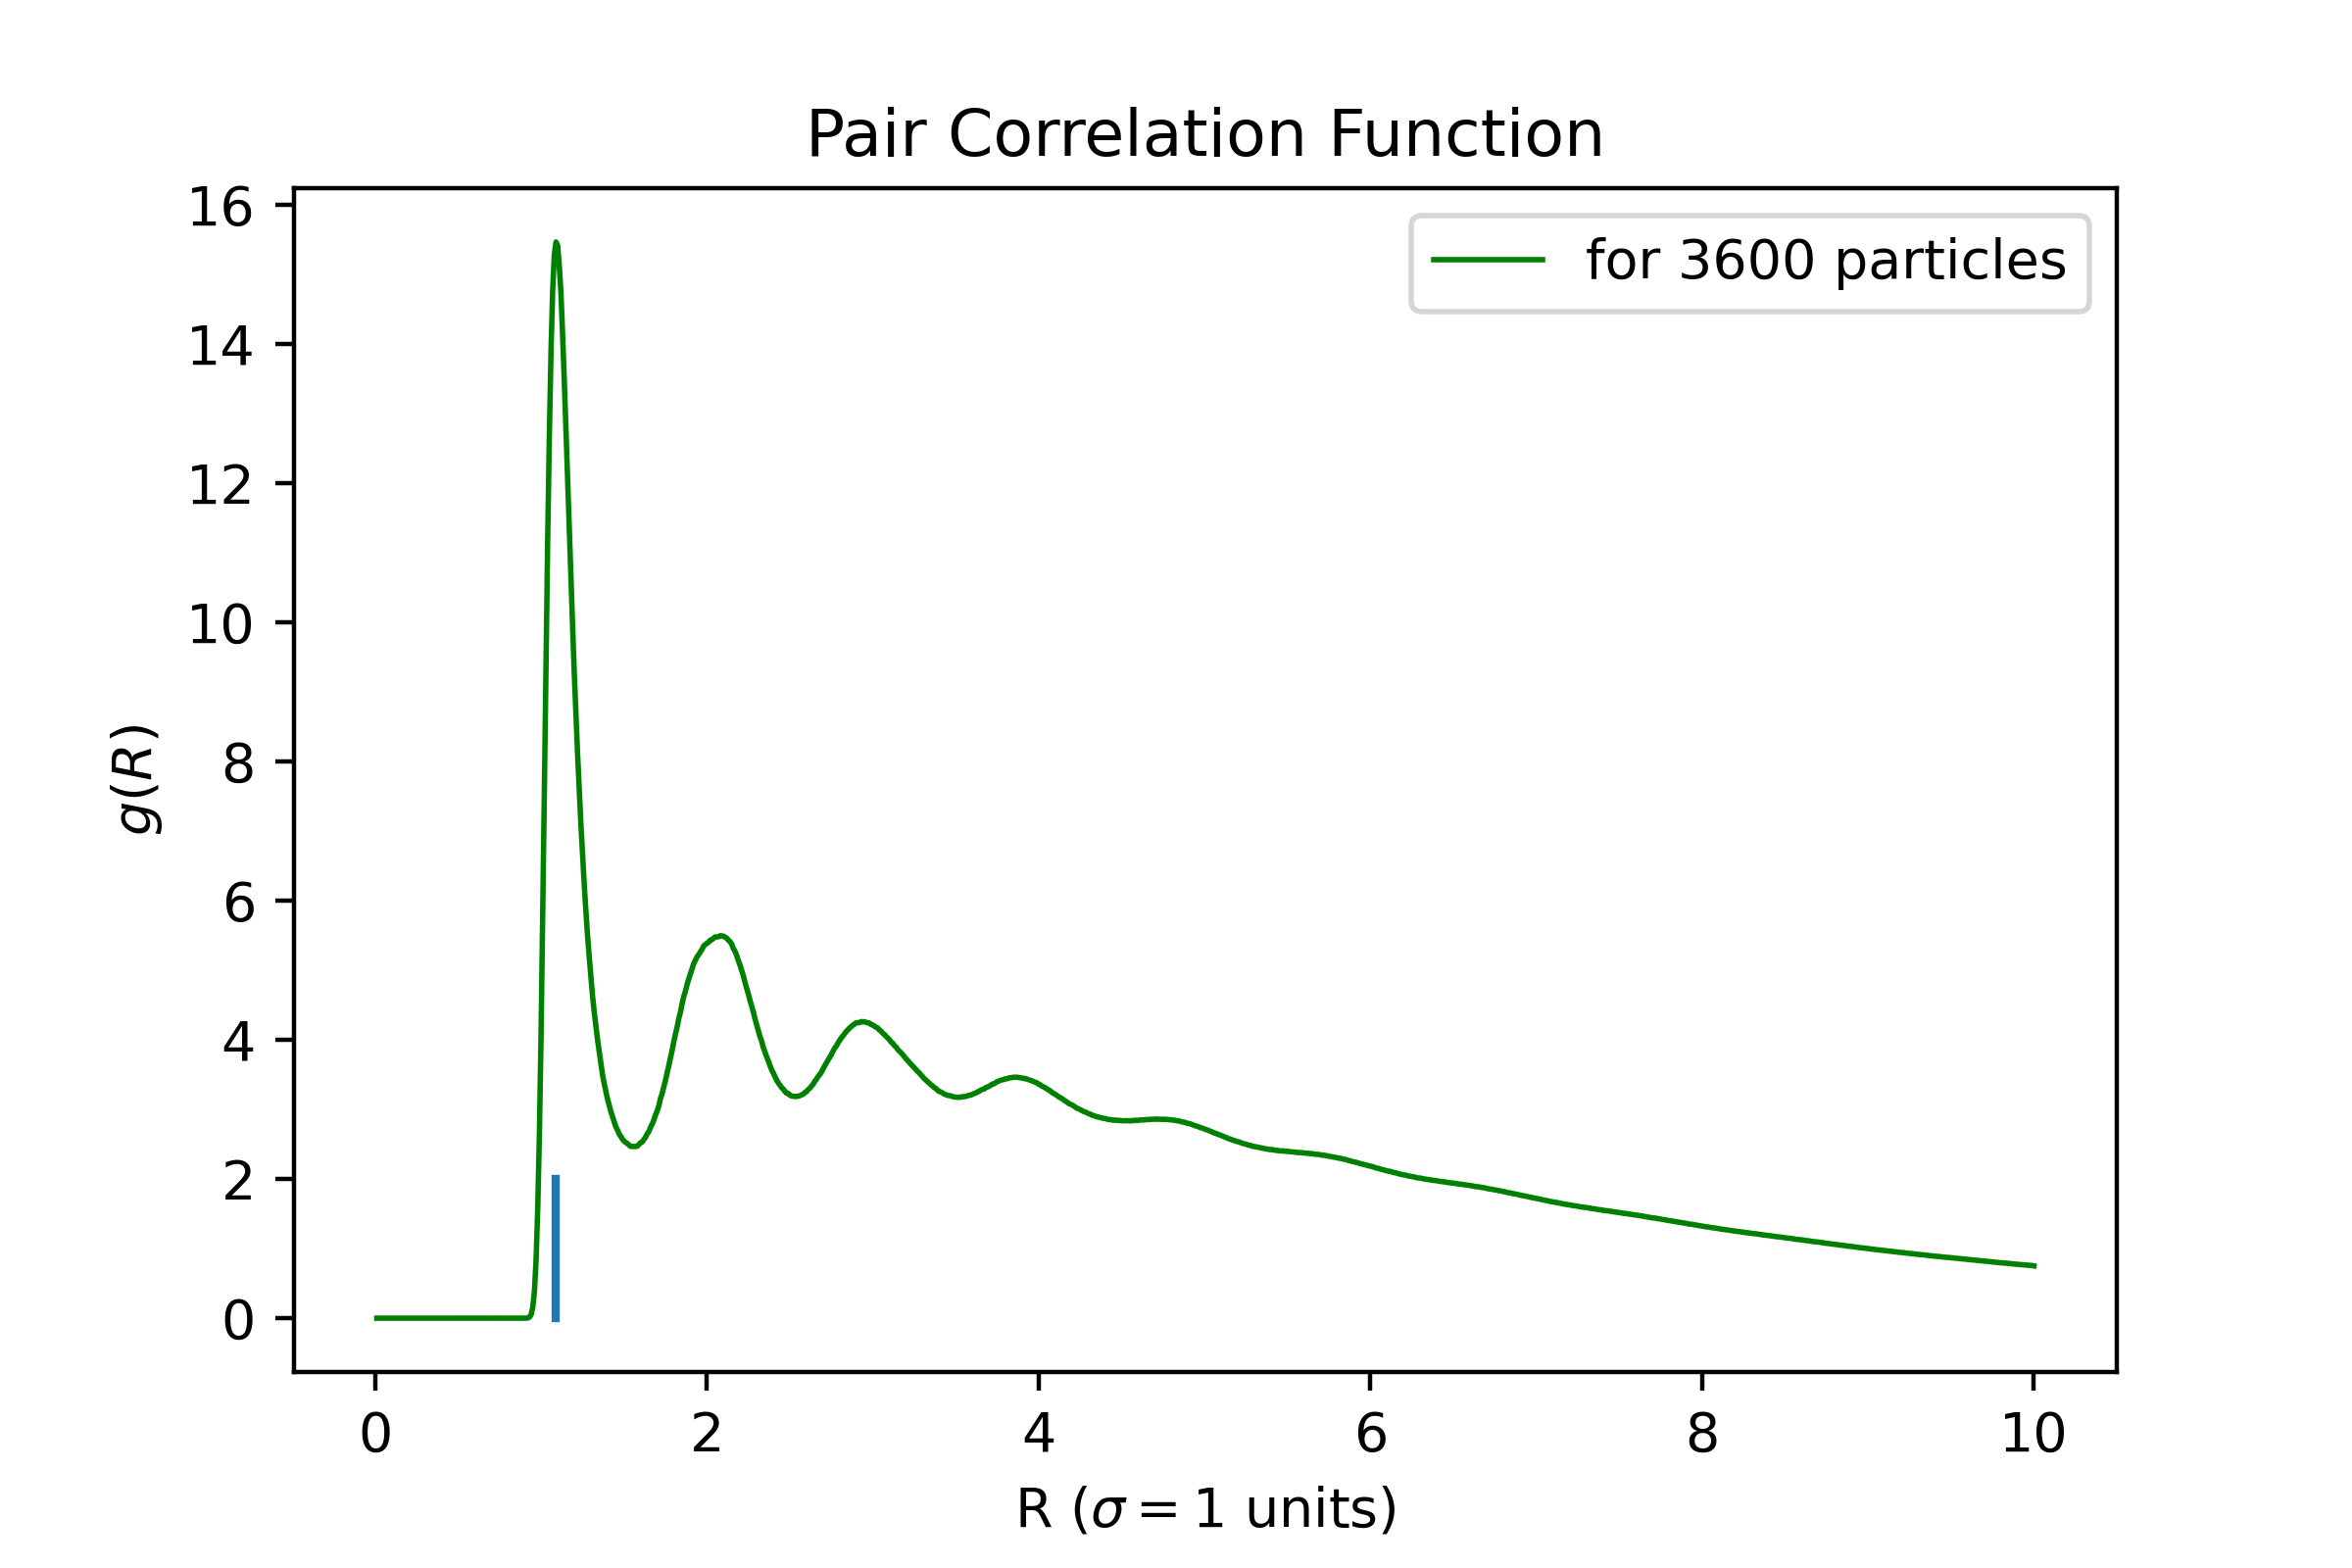 Pair Correlation Function
for 3600 particles
16
14
12
10
8
6
4
2
0
g(R)
0 2 4 6 8 10
R (σ = 1 units)